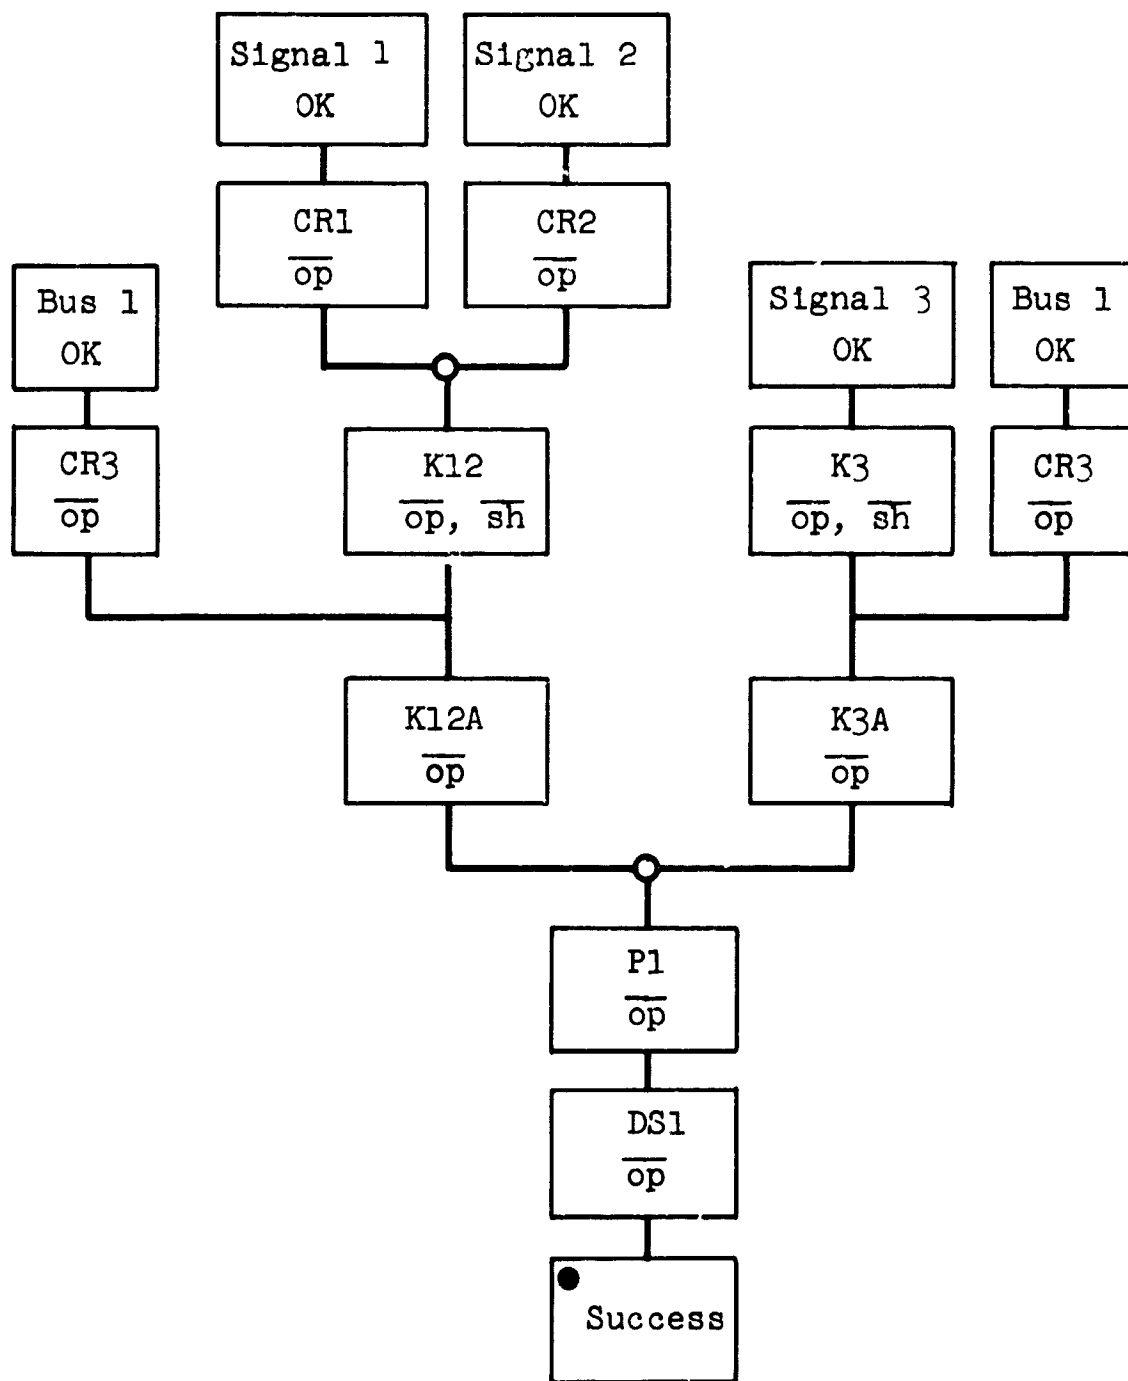 Signal 1
OK
Signal 2
OK
CR1
op
CR2
op
Bus 1
OK
Signal 3
OK
Bus 1
OK
CR3
op
K12
op, sh
K3
op, sh
CR3
op
K12A
op
K3A
op
P1
op
DS1
op
Success